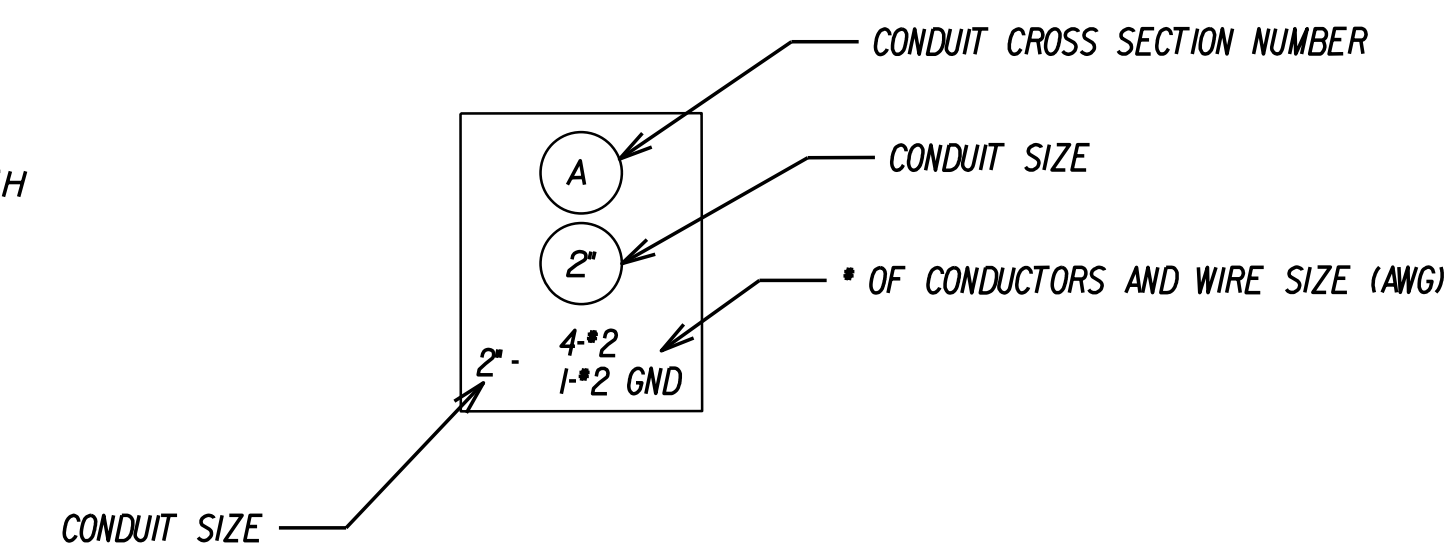 CONDUIT CROSS SECTION NUMBER
A
CONDUIT SIZE
H
2"
# OF CONDUCTORS AND WIRE SIZE (AWG)
4-#2
2" -
1-#2 GND
CONDUIT SIZE